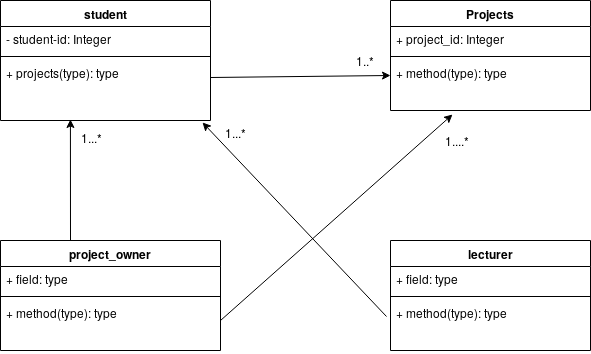 student
- student-id: Integer
+ projects(type): type
Projects
+ project_id: Integer
+ method(type): type
1..*
1...*
1...*
1....*
project_owner
+ field: type
+ method(type): type
lecturer
+ field: type
+ method(type): type